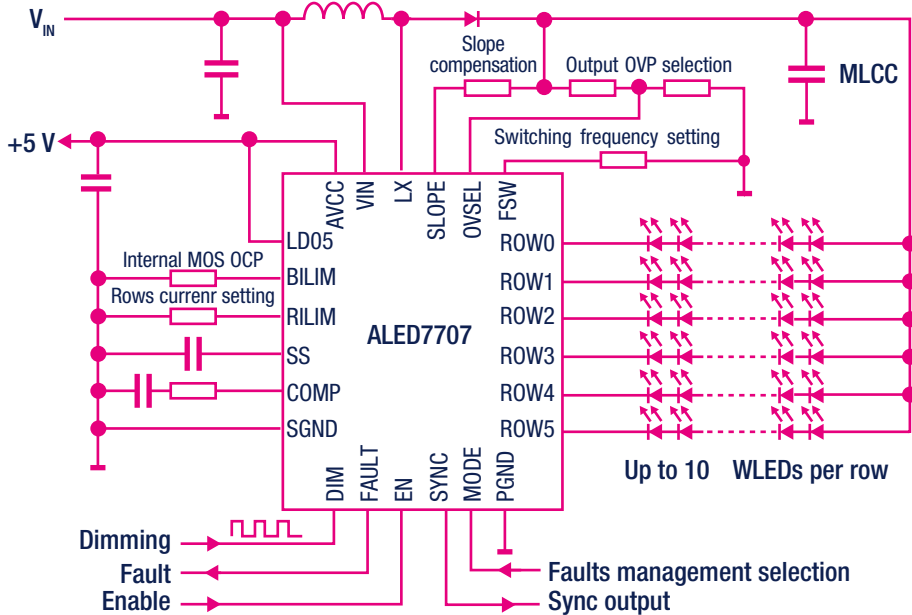 VIN
Slope
compensation
Output OVP selection
MLCC
+5 V
Switching frequency setting
AVCC
VIN
LX
SLOPE
OVSEL
FSW
LD05
ROW0
Internal MOS OCP
BILIM
ROW1
Rows currenr setting
RILIM
ROW2
ALED7707
SS
ROW3
COMP
ROW4
SGND
ROW5
DIM
FAULT
EN
SYNC
MODE
PGND
Up to 10 WLEDs per row
Dimming
Fault
Faults management selection
Enable
Sync output